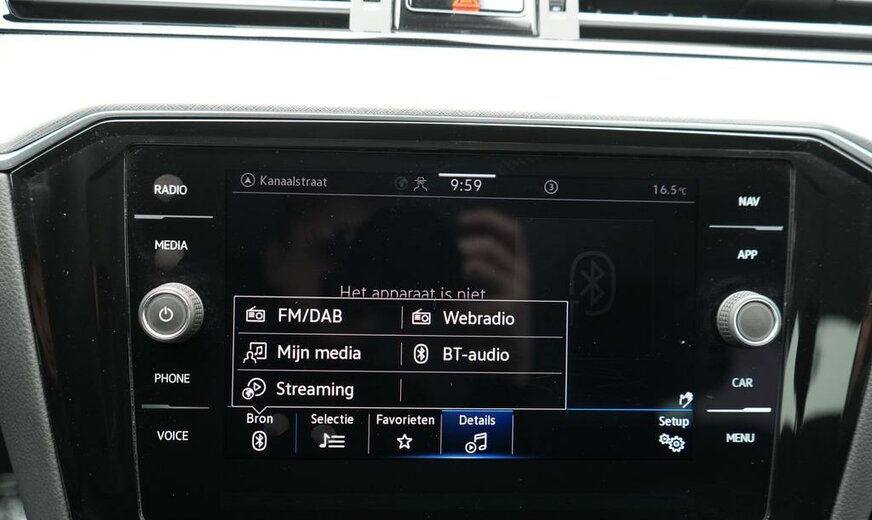 RADIO
MEDIA
PHONE
VOICE
Kanaalstraat
9:59
3
16.5°C
Het apparaat is niet
FM/DAB
Webradio
Mijn media
BT-audio
Streaming
Bron
Selectie
Favorieten
Details
Setup
NAV
APP
CAR
MENU